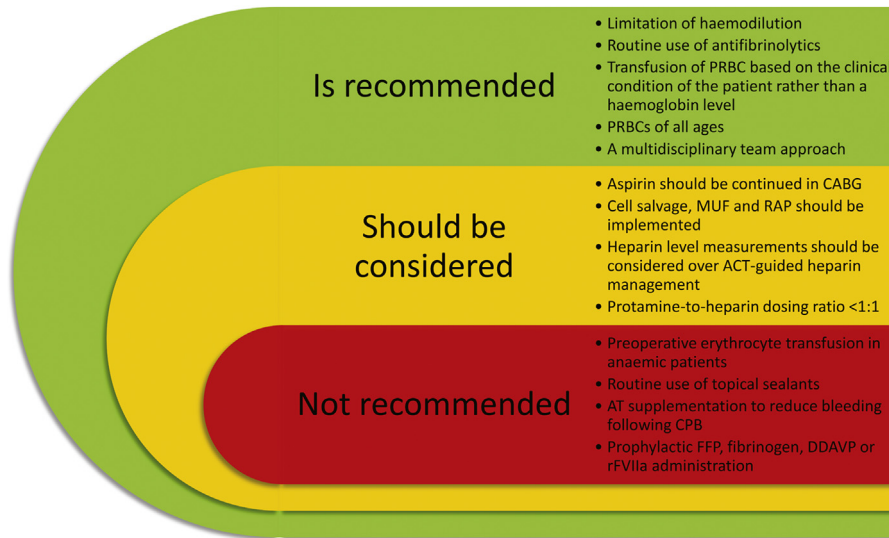 Is recommended
• Limitation of haemodilution
• Routine use of antifibrinolytics
• Transfusion of PRBC based on the clinical
condition of the patient rather than a
haemoglobin level
• PRBCs of all ages
• A multidisciplinary team approach
Should be
considered
• Aspirin should be continued in CABG
• Cell salvage, MUF and RAP should be
implemented
• Heparin level measurements should be
considered over ACT-guided heparin
management
• Protamine-to-heparin dosing ratio <1:1
Not recommended
• Preoperative erythrocyte transfusion in
anaemic patients
• Routine use of topical sealants
• AT supplementation to reduce bleeding
following CPB
• Prophylactic FFP, fibrinogen, DDAVP or
rFVIIa administration